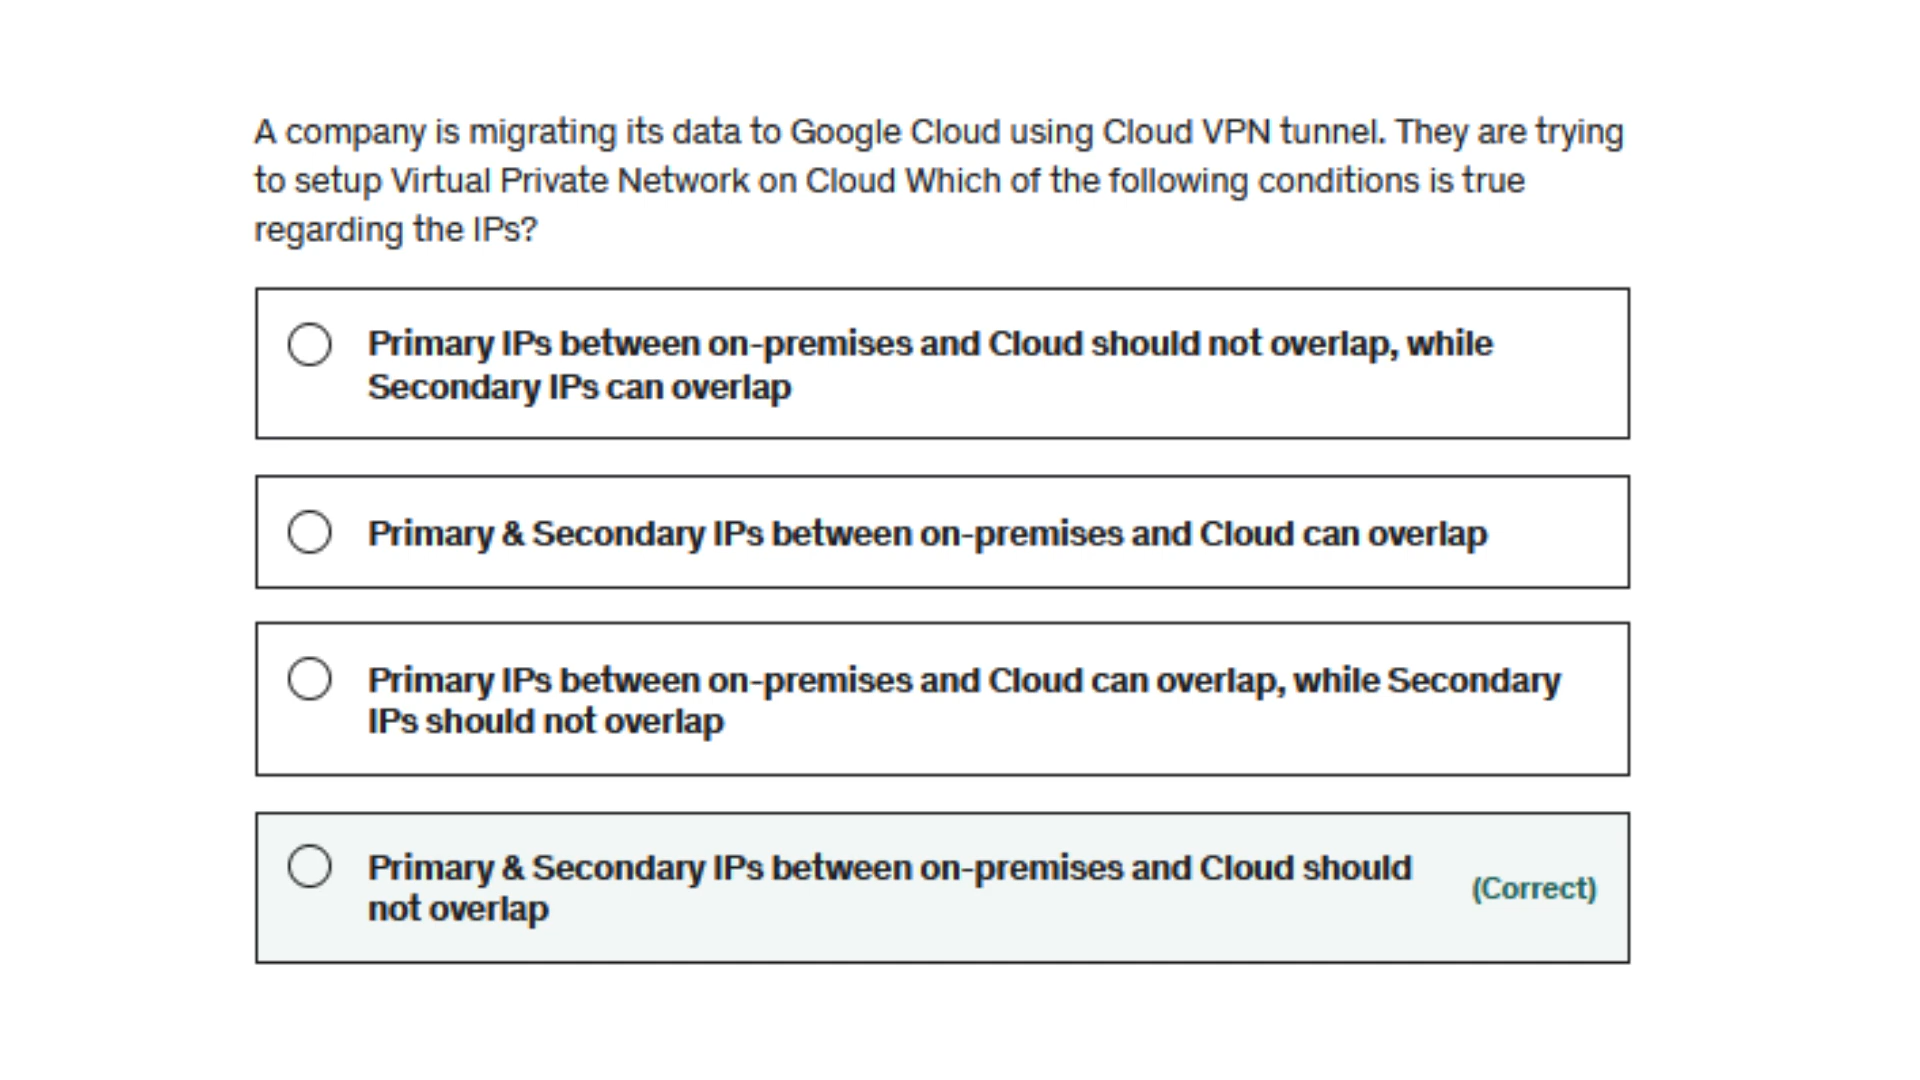 A company is migrating its data to Google Cloud using Cloud VPN tunnel. They are trying
to setup Virtual Private Network on Cloud Which of the following conditions is true
regarding the IPs?
Primary IPs between on-premises and Cloud should not overlap, while
Secondary IPs can overlap
Primary & Secondary IPs between on-premises and Cloud can overlap
Primary IPs between on-premises and Cloud can overlap, while Secondary
IPs should not overlap
Primary & Secondary IPs between on-premises and Cloud should
not overlap
(Correct)